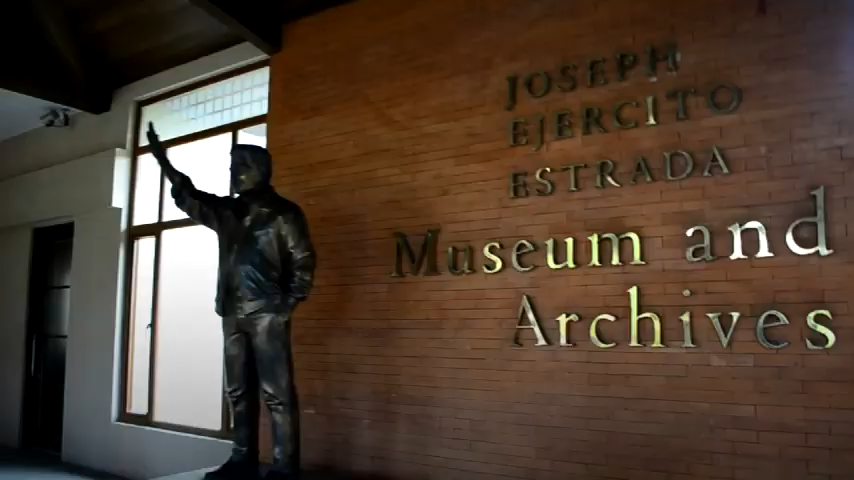 JOSEPH
EJERCITO
ESTRADA
Museum and
Archives